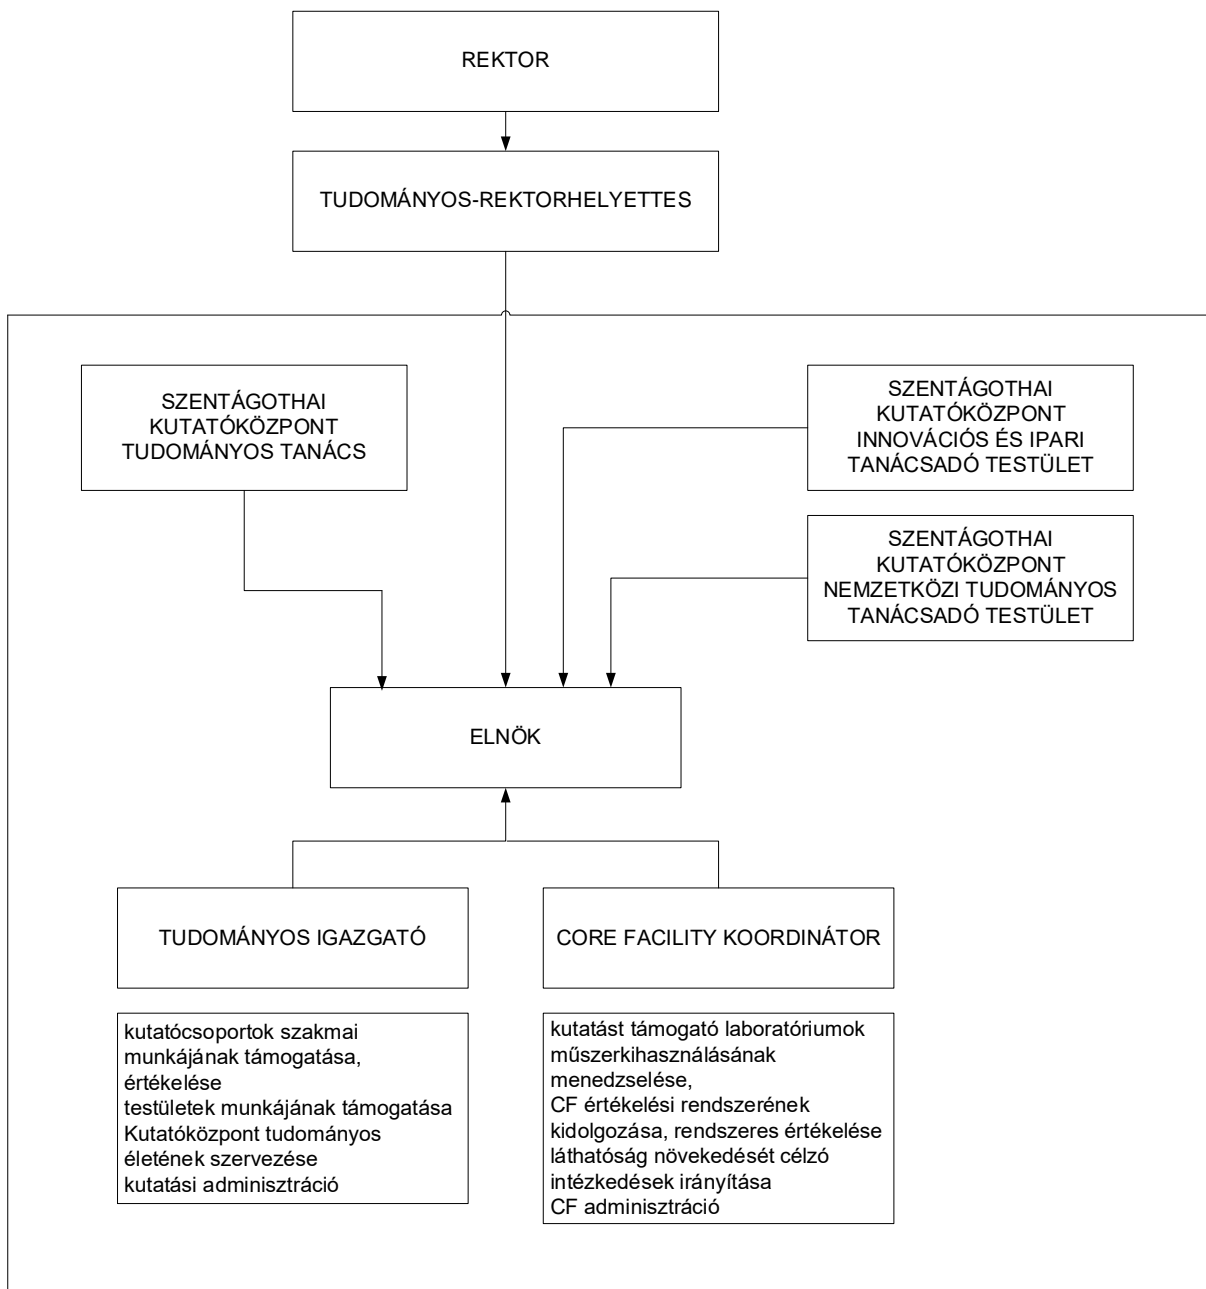 REKTOR
TUDOMÁNYOS-REKTORHELYETTES
SZENTÁGOTHAI
KUTATÓKÖZPONT
TUDOMÁNYOS TANÁCS
SZENTÁGOTHAI
KUTATÓKÖZPONT
INNOVÁCIÓS ÉS IPARI
TANÁCSADÓ TESTÜLET
SZENTÁGOTHAI
KUTATÓKÖZPONT
NEMZETKÖZI TUDOMÁNYOS
TANÁCSADÓ TESTÜLET
ELNÖK
TUDOMÁNYOS IGAZGATÓ
CORE FACILITY KOORDINÁTOR
kutatócsoportok szakmai
munkájának támogatása,
értékelése
testületek munkájának támogatása
Kutatóközpont tudományos
életének szervezése
kutatási adminisztráció
kutatást támogató laboratóriumok
műszerkihasználásának
menedzselése,
CF értékelési rendszerének
kidolgozása, rendszeres értékelése
láthatóság növekedését célzó
intézkedések irányítása
CF adminisztráció